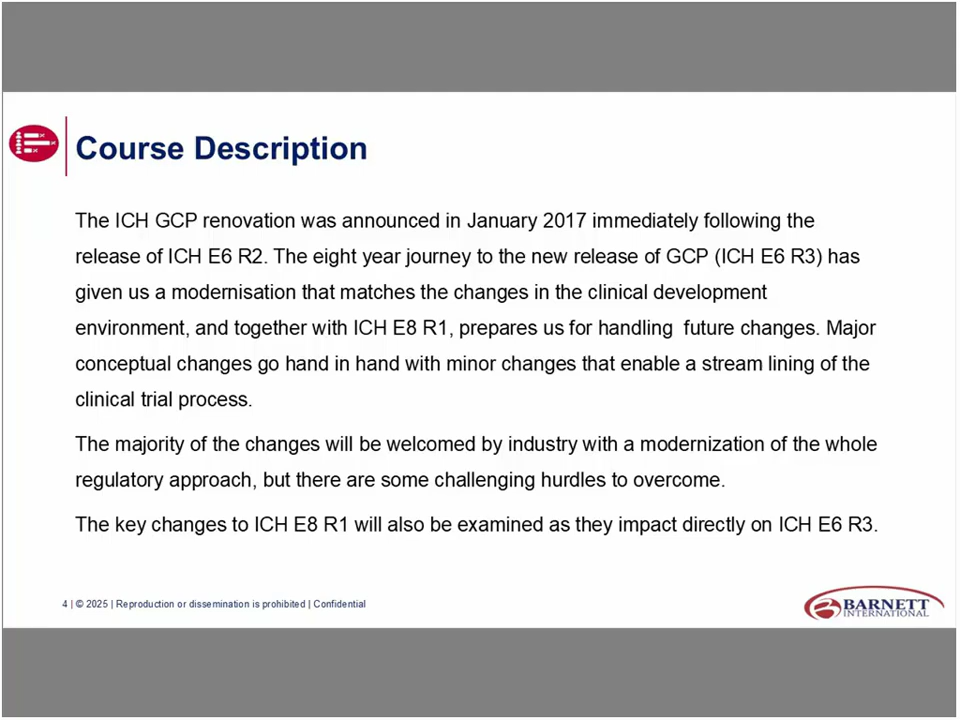 Course Description
The ICH GCP renovation was announced in January 2017 immediately following the
release of ICH E6 R2. The eight year journey to the new release of GCP (ICH E6 R3) has
given us a modernisation that matches the changes in the clinical development
environment, and together with ICH E8 R1, prepares us for handling  future changes. Major
conceptual changes go hand in hand with minor changes that enable a stream lining of the
clinical trial process.
The majority of the changes will be welcomed by industry with a modernization of the whole
regulatory approach, but there are some challenging hurdles to overcome.
The key changes to ICH E8 R1 will also be examined as they impact directly on ICH E6 R3.
4 | © 2025 | Reproduction or dissemination is prohibited | Confidential
BARNETT
INTERNATIONAL